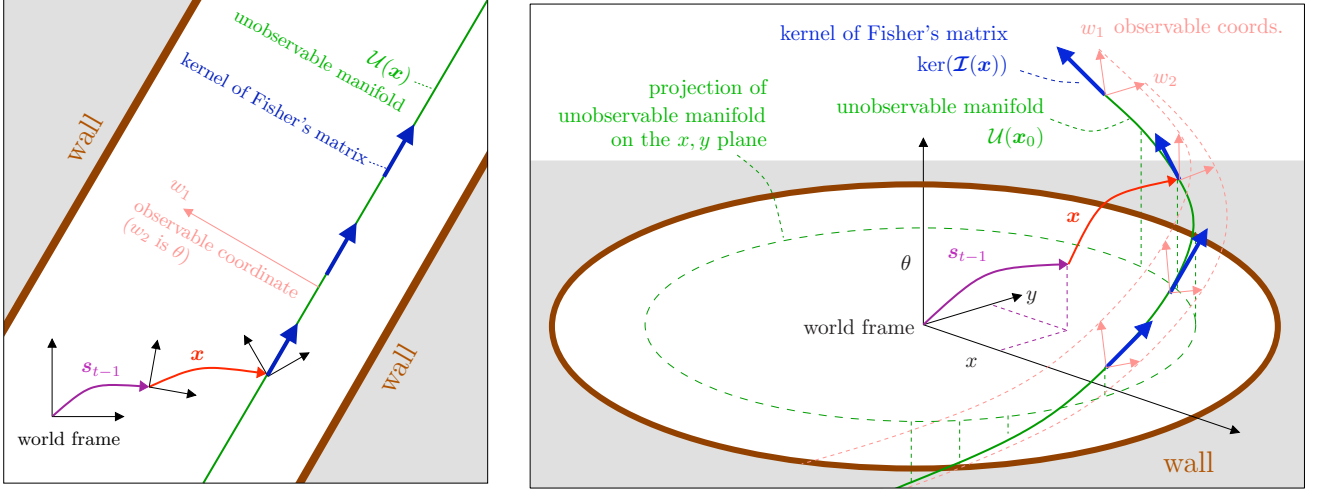 unobservable manifold
𝒰(𝒙)
kernel of Fisher's matrix
wall
w₁
observable coordinate
(w₂ is θ)
wall
𝒔ₜ₋₁
𝒙
world frame
kernel of Fisher's matrix
ker(𝓘(𝒙))
w₁ observable coords.
w₂
projection of
unobservable manifold
on the x, y plane
unobservable manifold
𝒰(𝒙₀)
𝒙
θ
𝒔ₜ₋₁
y
world frame
x
wall